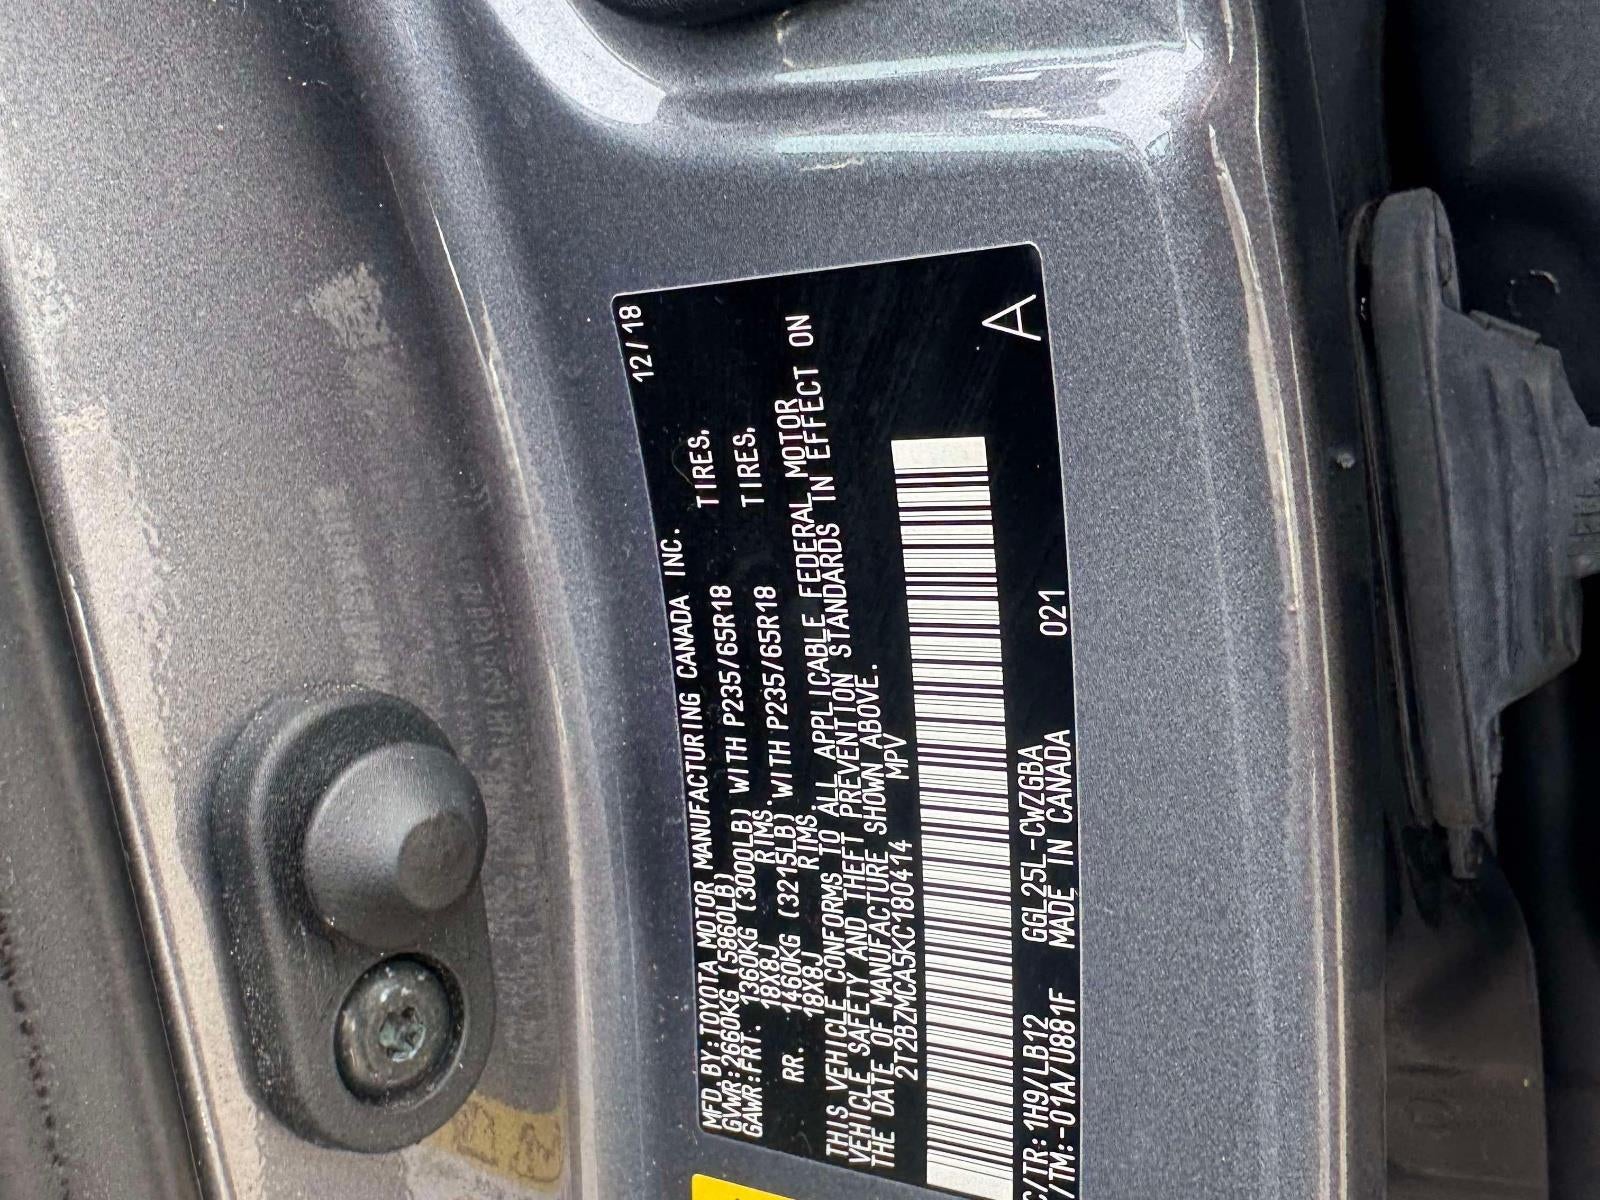 12/18
MFD.BY:TOYOTA MOTOR MANUFACTURING CANADA INC.
GVWR:2660KG (5860LB)
GAWR:FRT. 1360KG (3000LB) WITH P235/65R18 TIRES,
18X8J RIMS.
RR. 1460KG (3215LB) WITH P235/65R18 TIRES,
18X8J RIMS.
THIS VEHICLE CONFORMS TO ALL APPLICABLE FEDERAL MOTOR
VEHICLE SAFETY AND THEFT PREVENTION STANDARDS IN EFFECT ON
THE DATE OF MANUFACTURE SHOWN ABOVE.
2T2BZMCA5KC180414 MPV
C/TR:1H9/LB12 GGL25L-CWZGBA 021
/TM:-01A/U881F MADE IN CANADA
A